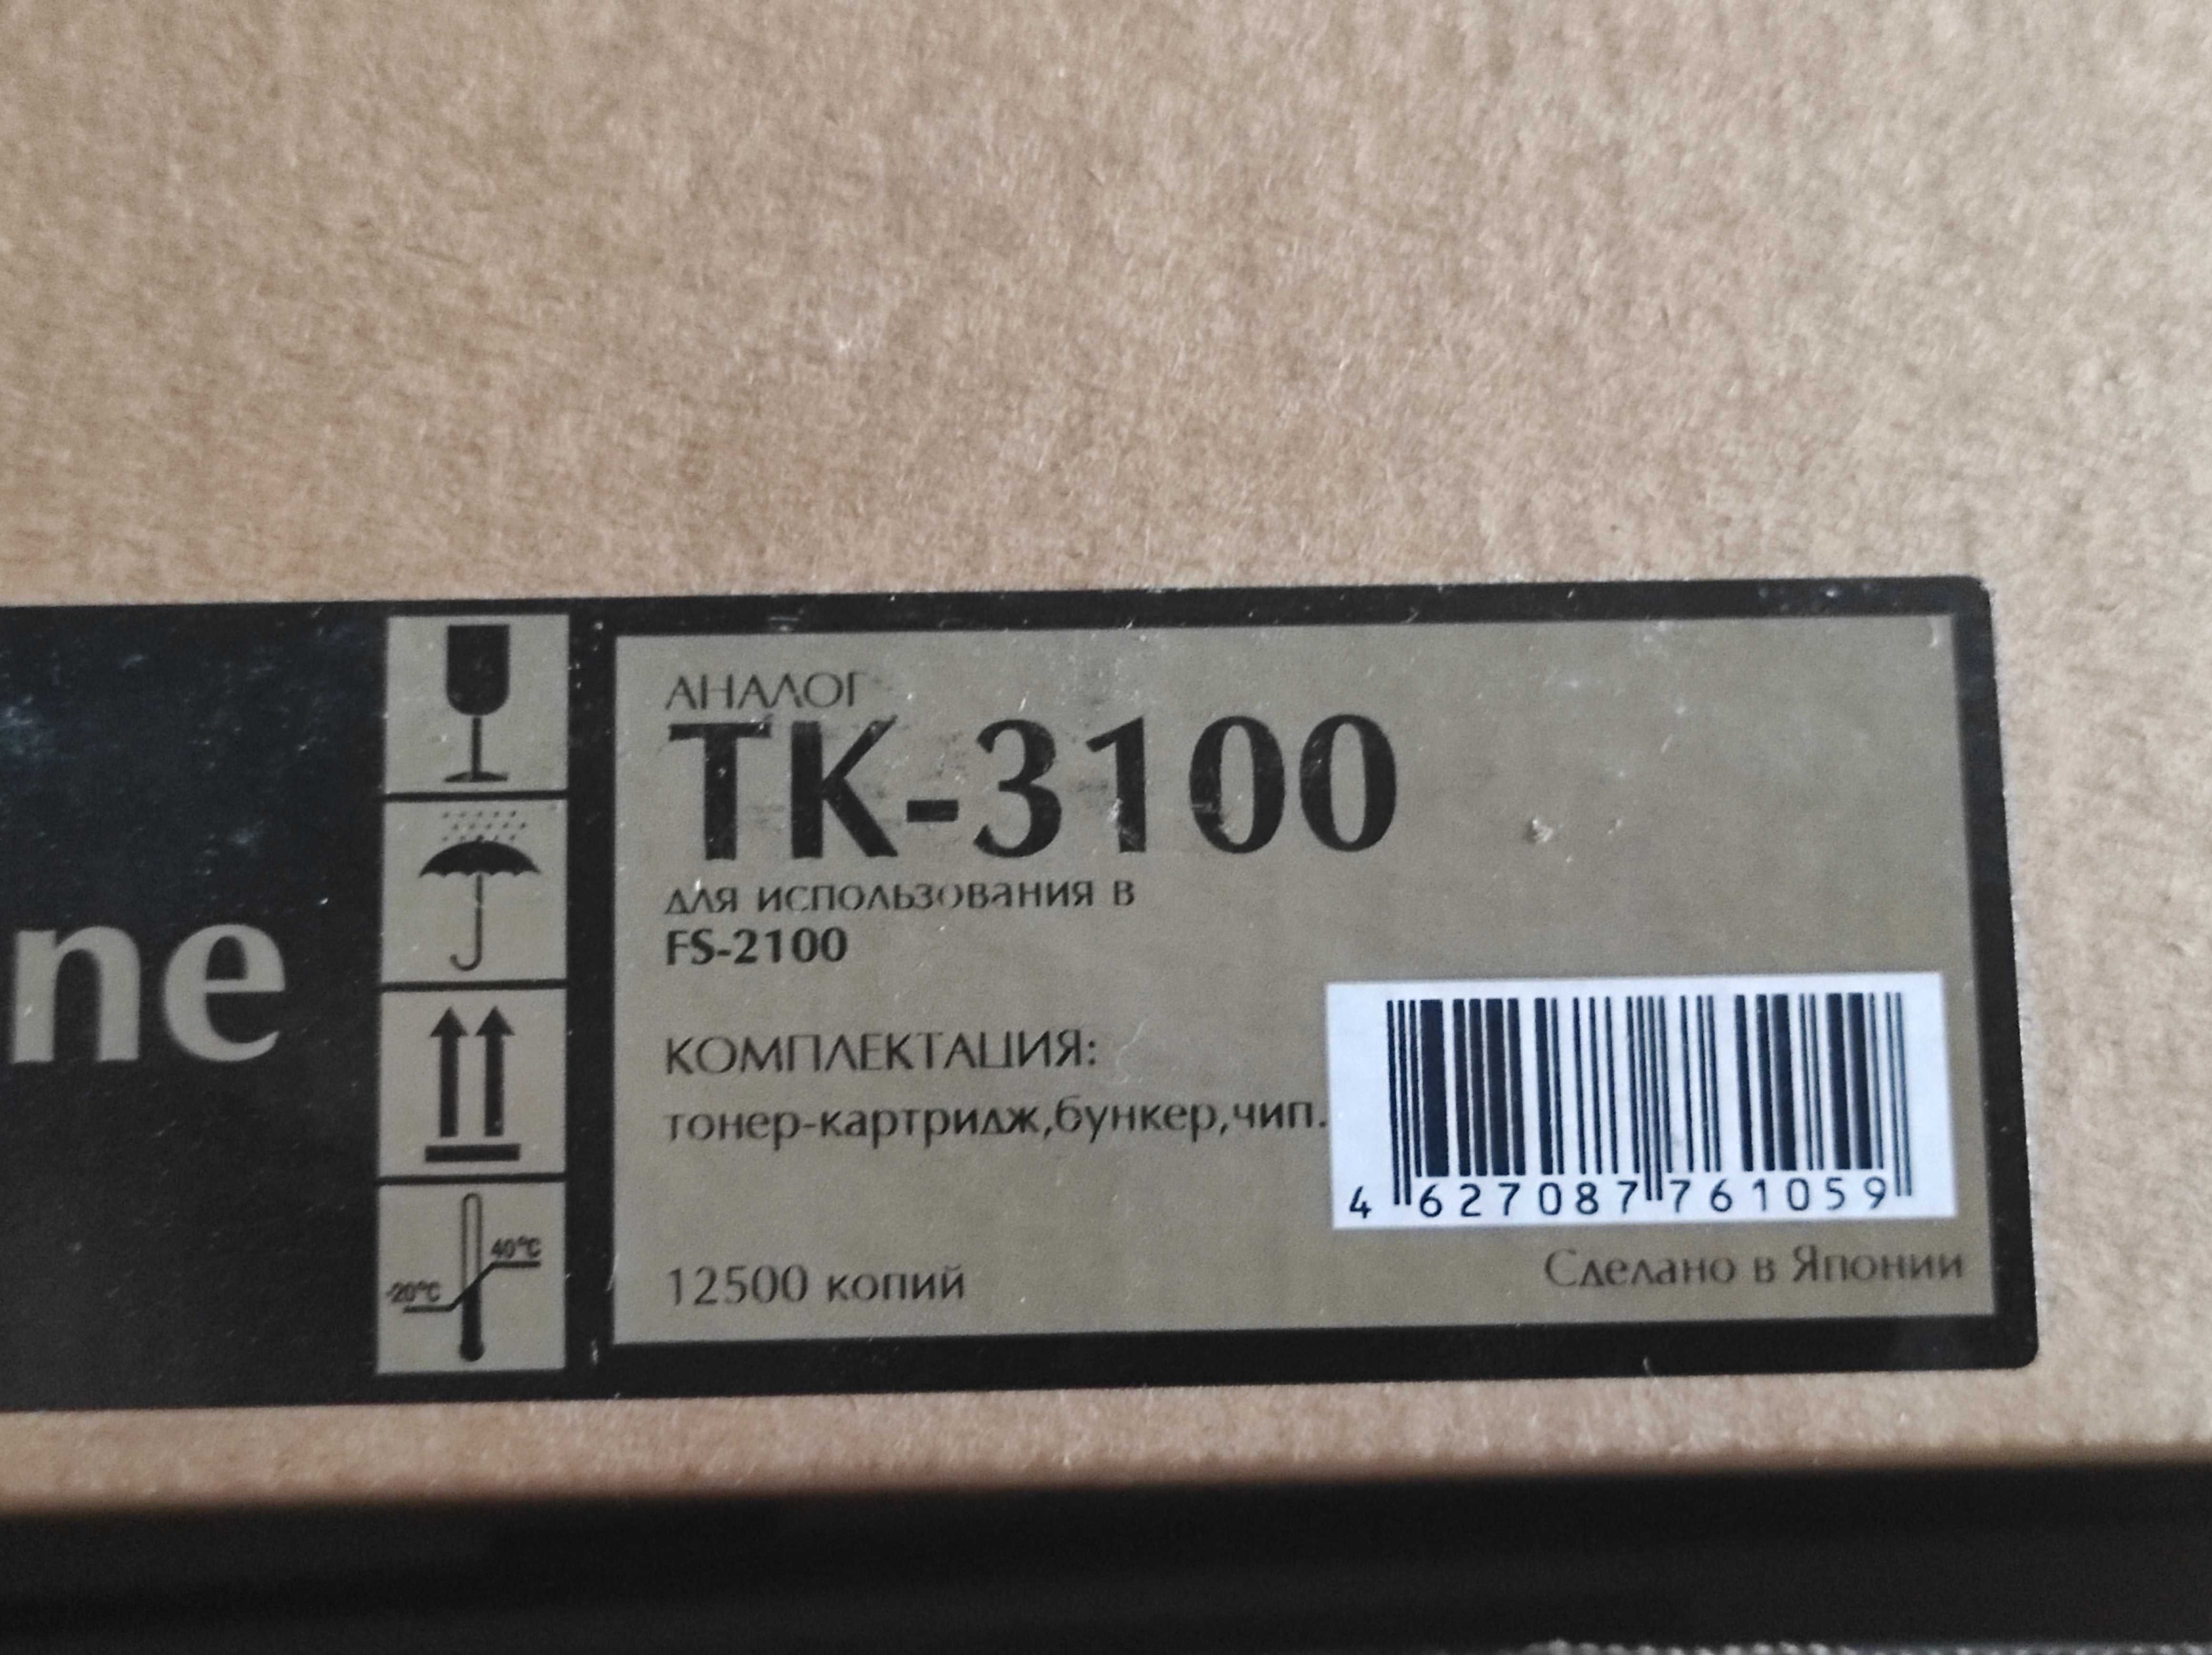 ne
40°C
-20°C
АНАЛОГ
TK-3100
для использования в
FS-2100
КОМПЛЕКТАЦИЯ:
тонер-картридж,бункер,чип.
4 627087 761059
12500 копий
Сделано в Японии